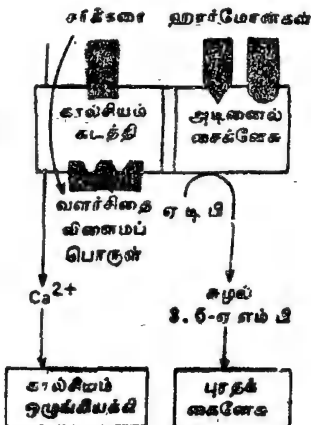 சர்க்கரை ஹார்மோன்கள்
கால்சியம்
கடத்தி
அடினைல்
சைக்ளேசு
வளர்சிதை
வினைமப்
பொருள்
ஏ டி பி
Ca2+
சுழல்
3.5-ஏ எம் பி
கால்சியம்
ஒழுங்கியக்கி
புரதக்
கைனேசு